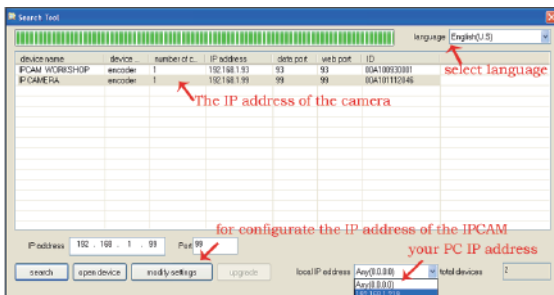 Search Tool
language English(U.S)
device name device ... number of c... IP address data port web port ID
IPCAM WORKSHOP encoder 1 192.168.1.93 93 93 00A100930001
IPCAMERA encoder 1 192.168.1.99 99 99 00A101112046
select language
The IP address of the camera
for configurate the IP address of the IPCAM
your PC IP address
IP address 192 . 168 . 1 . 99 Port 99
search open device modify settings upgrade local IP address Any(0.0.0.0) total devices 2
Any(0.0.0.0)